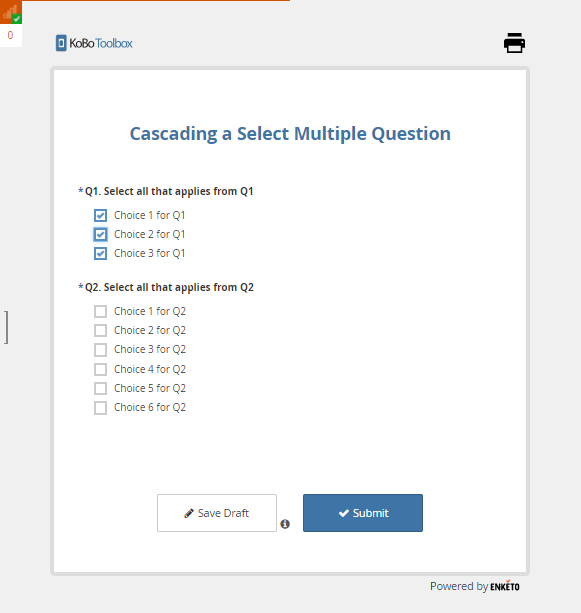 0
KoBoToolbox
Cascading a Select Multiple Question
*Q1. Select all that applies from Q1
Choice 1 for Q1
Choice 2 for Q1
Choice 3 for Q1
*Q2. Select all that applies from Q2
Choice 1 for Q2
Choice 2 for Q2
Choice 3 for Q2
Choice 4 for Q2
Choice 5 for Q2
Choice 6 for Q2
Save Draft
Submit
Powered by ENKETO